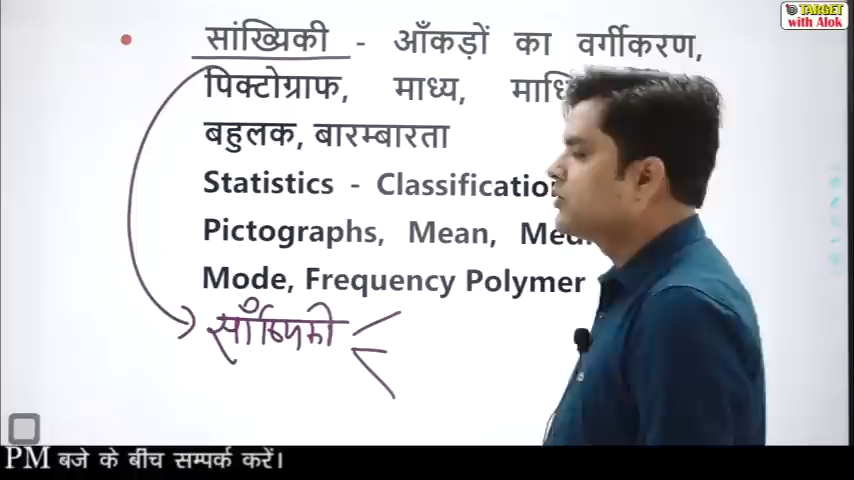 TARGET
with Alok
सांख्यिकी - आँकड़ों का वर्गीकरण,
पिक्टोग्राफ, माध्य,
बहुलक, बारम्बारता
Statistics - Classification
Pictographs, Mean,
Mode, Frequency Polymer
साँख्यिकी
PM बजे के बीच सम्पर्क करें।